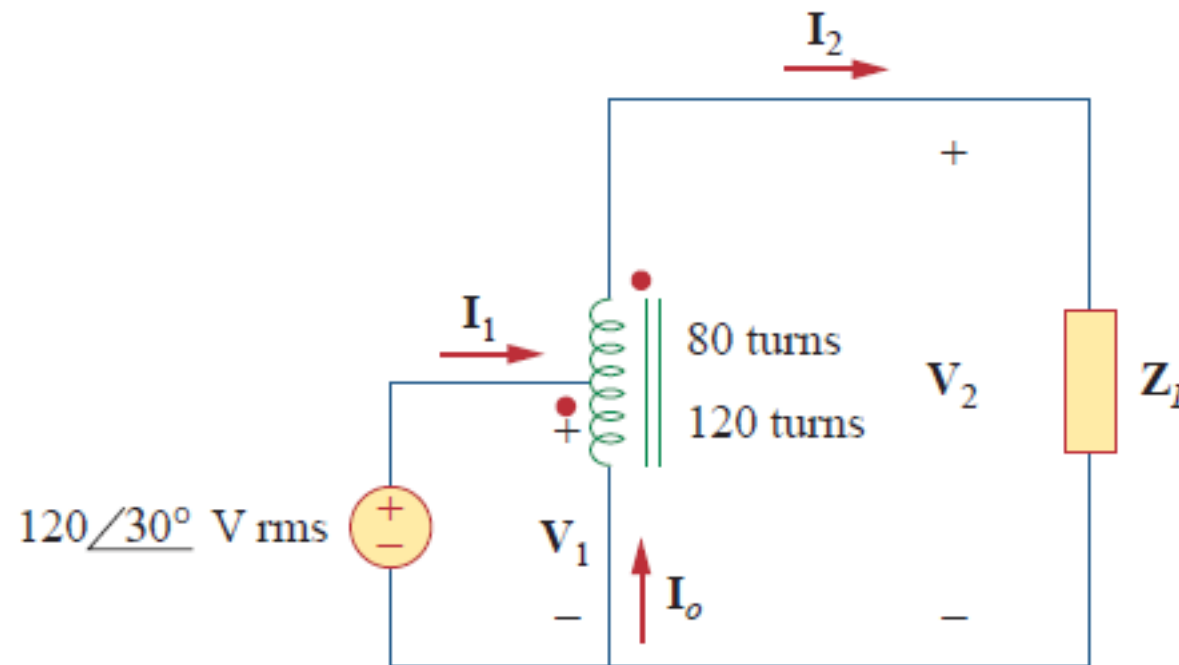 I₂
+
I₁
80 turns
V₂
+
120 turns
120/30° V rms
+
−
V₁
−
Iₒ
−